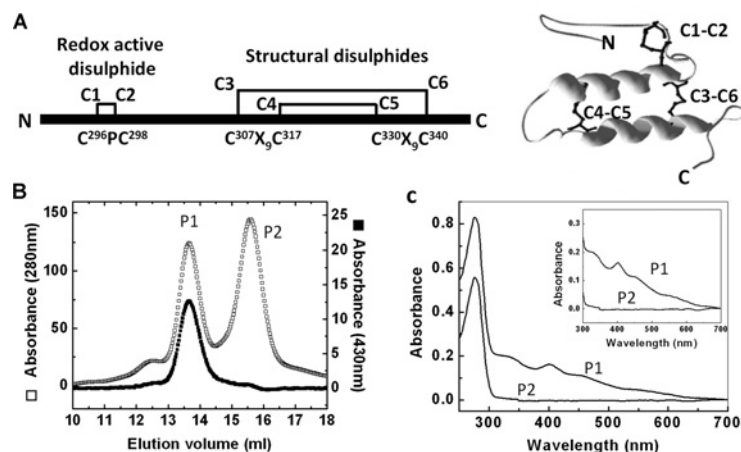 A
Redox active
disulphide
Structural disulphides
C1 C2
C3
C6
C4
C5
N
C
C²⁹⁶PC²⁹⁸
C³⁰⁷X₉C³¹⁷
C³³⁰X₉C³⁴⁰
C1-C2
N
C3-C6
C4-C5
C
B
Absorbance (280nm)
150
100
50
0
P1
P2
25
20
15
10
5
0
Absorbance (430nm)
10 11 12 13 14 15 16 17 18
Elution volume (ml)
c
Absorbance
0.8
0.6
0.4
0.2
0.0
P1
P2
300 400 500 600 700
Wavelength (nm)
Absorbance
0.3
0.2
0.1
0.0
P1
P2
300 400 500 600 700
Wavelength (nm)